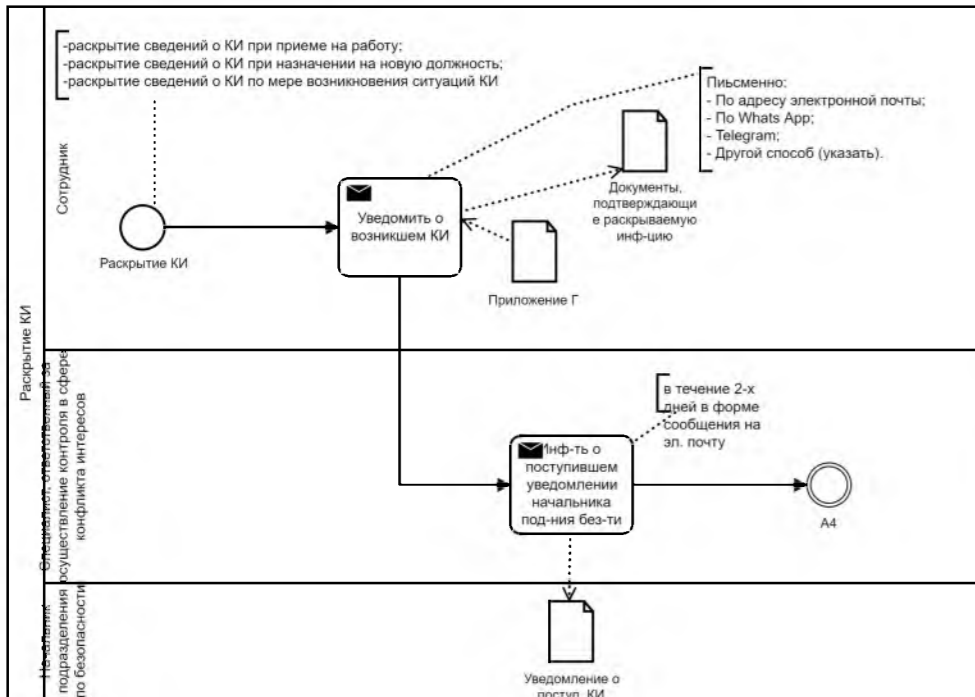 -раскрытие сведений о КИ при приеме на работу;
-раскрытие сведений о КИ при назначении на новую должность;
-раскрытие сведений о КИ по мере возникновения ситуаций КИ
Пиьсменно:
- По адресу электронной почты;
- По Whats App;
- Telegram;
- Другой способ (указать).
Сотрудник
Уведомить о
возникшем КИ
Документы,
подтверждающи
е раскрываемую
инф-цию
Раскрытие КИ
Приложение Г
Раскрытие КИ
Специалист, ответственный за
осуществление контроля в сфере
конфликта интересов
в течение 2-х
дней в форме
сообщения на
эл. почту
Инф-ть о
поступившем
уведомлении
начальника
под-ния без-ти
А4
Начальник
подразделения
по безопасности
Уведомление о
поступ. КИ